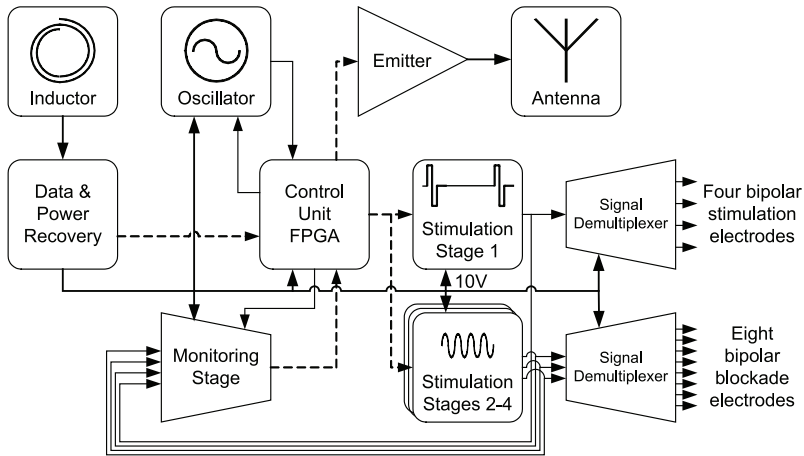 Inductor
Oscillator
Emitter
Antenna
Data &
Power
Recovery
Control
Unit
FPGA
Stimulation
Stage 1
Signal
Demultiplexer
Four bipolar
stimulation
electrodes
10V
Monitoring
Stage
Stimulation
Stages 2-4
Signal
Demultiplexer
Eight
bipolar
blockade
electrodes